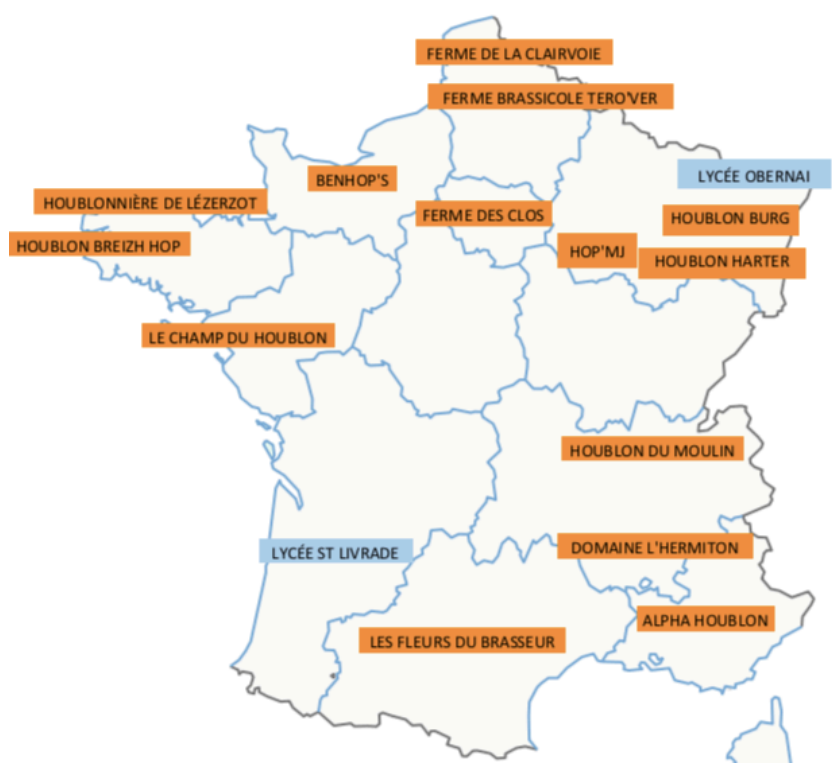 FERME DE LA CLAIRVOIE
FERME BRASSICOLE TERO'VER
LYCÉE OBERNAI
BENHOP'S
HOUBLONNIÈRE DE LÉZERZOT
FERME DES CLOS
HOUBLON BURG
HOUBLON BREIZH HOP
HOP'MJ
HOUBLON HARTER
LE CHAMP DU HOUBLON
HOUBLON DU MOULIN
LYCÉE ST LIVRADE
DOMAINE L'HERMITON
ALPHA HOUBLON
LES FLEURS DU BRASSEUR